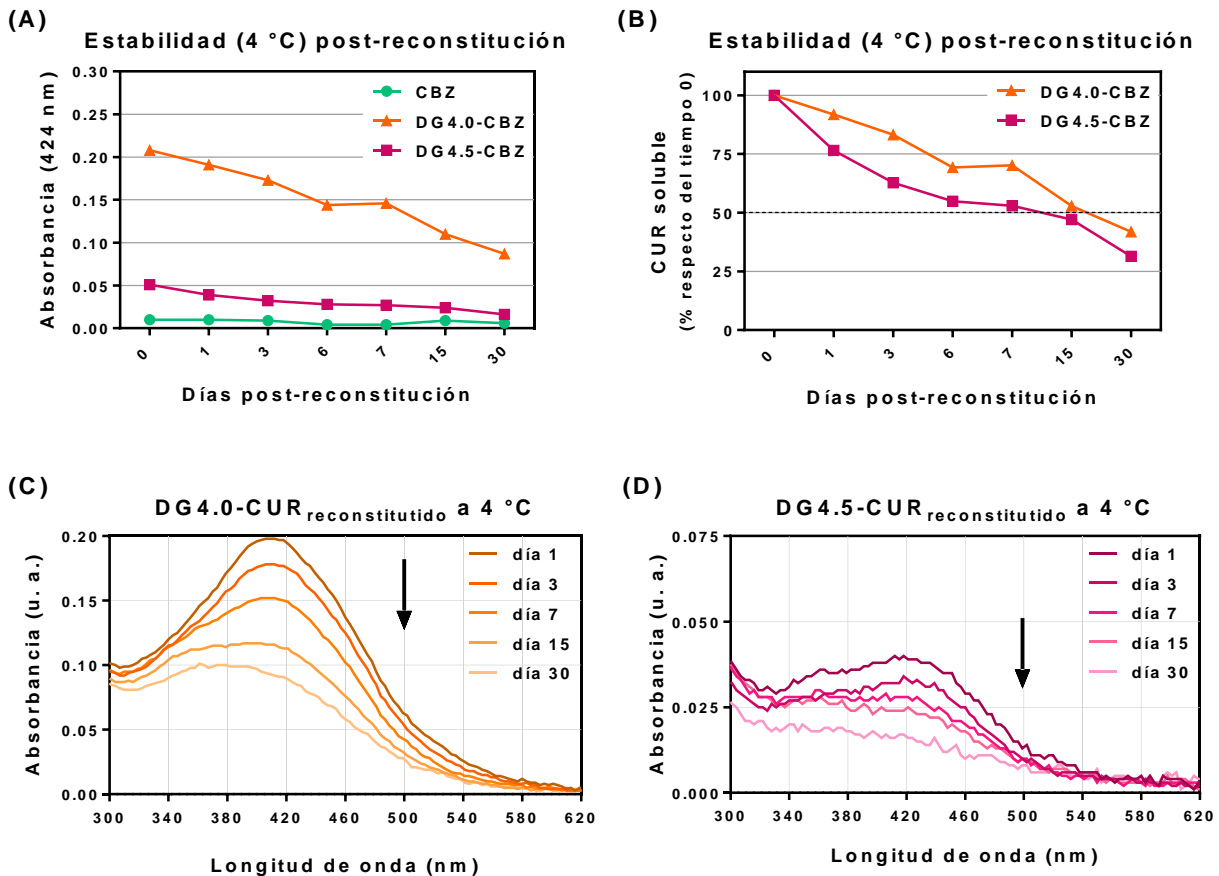 (A)
Estabilidad (4 °C) post-reconstitución
Absorbancia (424 nm)
0.30
0.25
0.20
0.15
0.10
0.05
0.00
CBZ
DG4.0-CBZ
DG4.5-CBZ
0 1 3 6 7 15 30
Días post-reconstitución
(B)
Estabilidad (4 °C) post-reconstitución
CUR soluble
(% respecto del tiempo 0)
100
75
50
25
0
DG4.0-CBZ
DG4.5-CBZ
0 1 3 6 7 15 30
Días post-reconstitución
(C)
DG4.0-CUR reconstitutido a 4 °C
Absorbancia (u. a.)
0.20
0.15
0.10
0.05
0.00
día 1
día 3
día 7
día 15
día 30
300 340 380 420 460 500 540 580 620
Longitud de onda (nm)
(D)
DG4.5-CUR reconstitutido a 4 °C
Absorbancia (u. a.)
0.075
0.050
0.025
0.000
día 1
día 3
día 7
día 15
día 30
300 340 380 420 460 500 540 580 620
Longitud de onda (nm)